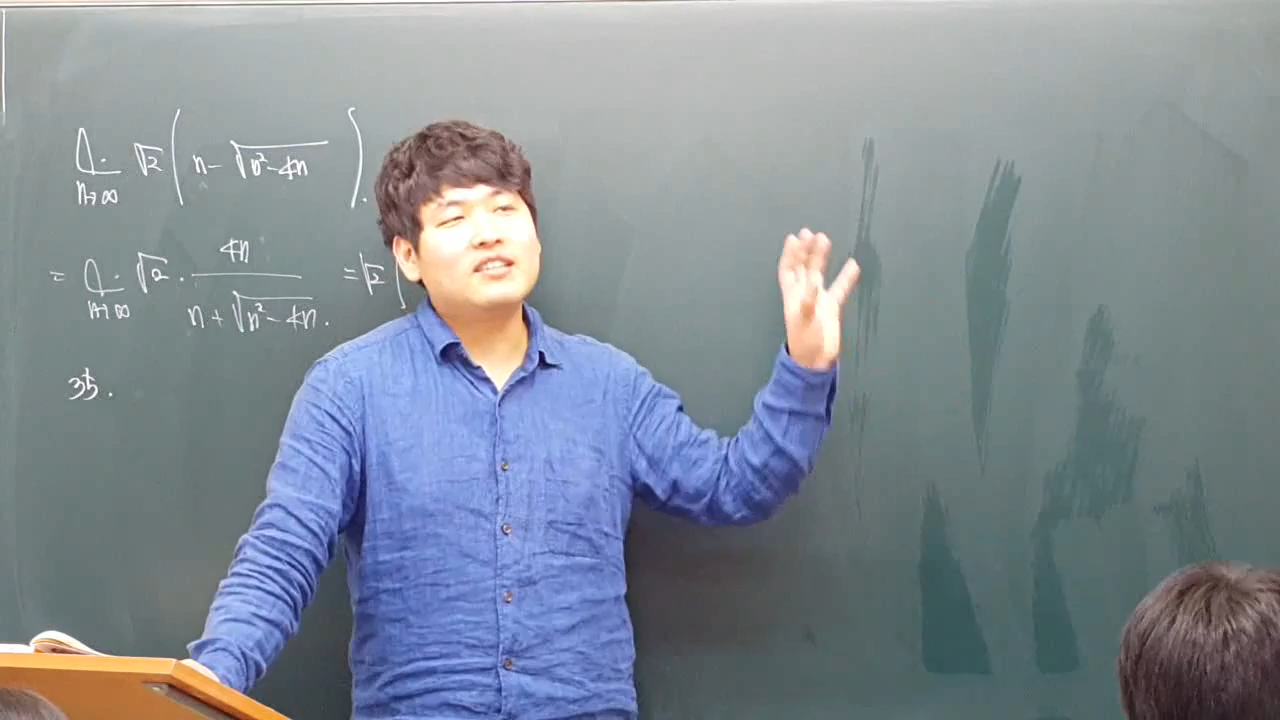 lim n→∞ √2 ( n - √n²-4n ).
= lim n→∞ √2 · 4n / n + √n²-4n. = √2 (
35.